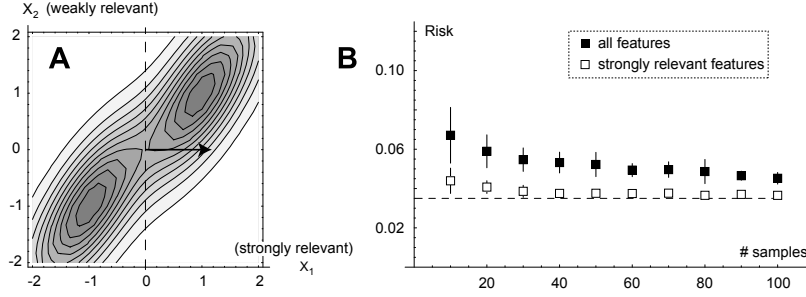 X2 (weakly relevant)
A
2
1
0
-1
-2
-2
-1
0
1
2
(strongly relevant)
X1
B
Risk
all features
strongly relevant features
0.10
0.06
0.02
# samples
20
40
60
80
100